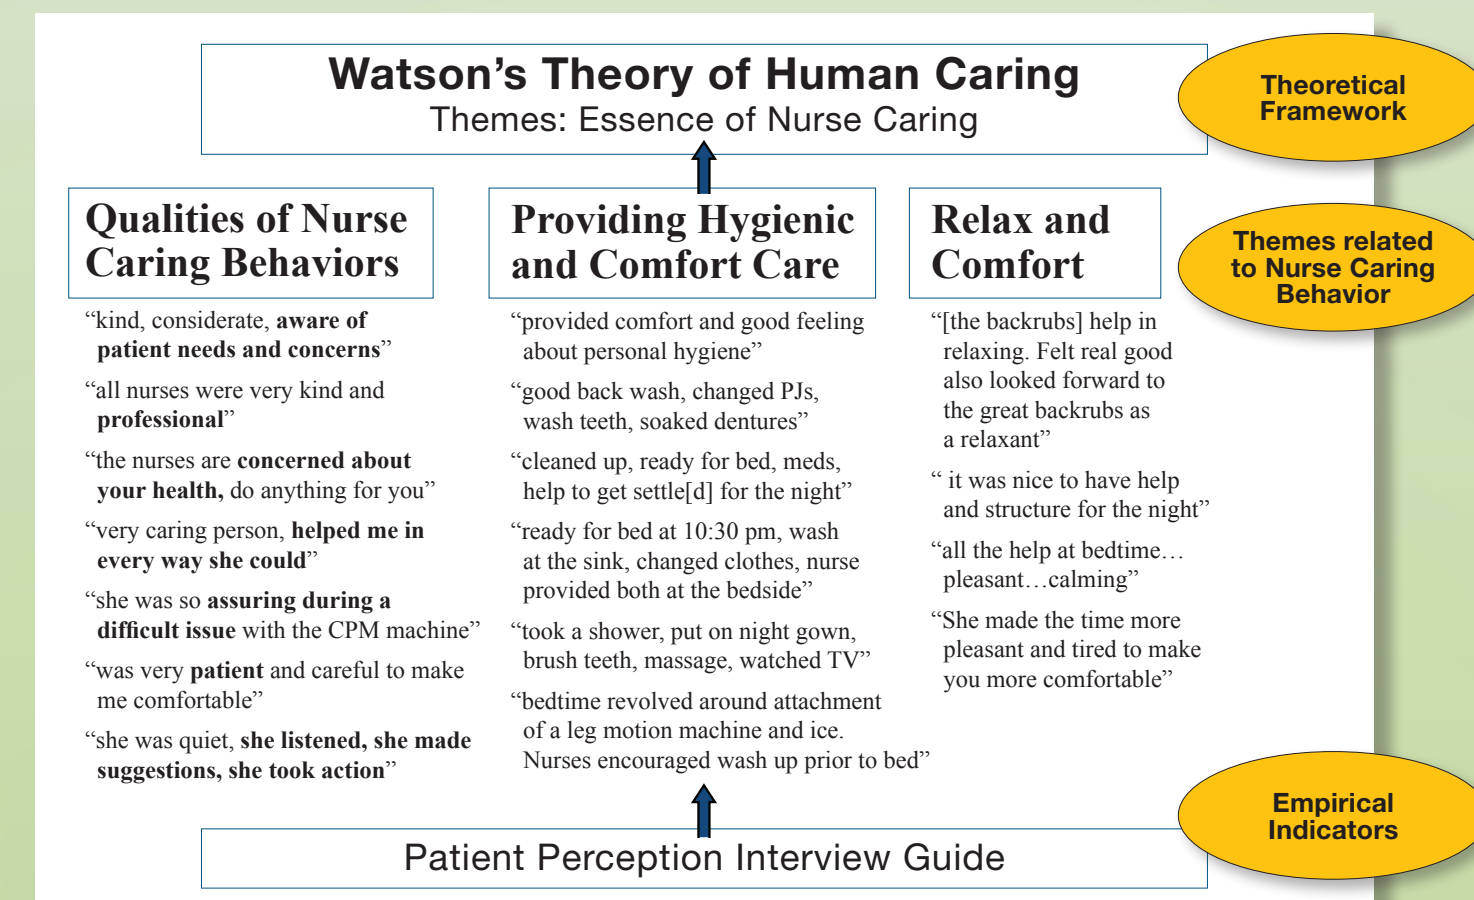 Watson’s Theory of Human Caring
Themes: Essence of Nurse Caring
Theoretical
Framework
Qualities of Nurse
Caring Behaviors
“kind, considerate, aware of
patient needs and concerns”
“all nurses were very kind and
professional”
“the nurses are concerned about
your health, do anything for you”
“very caring person, helped me in
every way she could”
“she was so assuring during a
difficult issue with the CPM machine”
“was very patient and careful to make
me comfortable”
“she was quiet, she listened, she made
suggestions, she took action”
Providing Hygienic
and Comfort Care
“provided comfort and good feeling
about personal hygiene”
“good back wash, changed PJs,
wash teeth, soaked dentures”
“cleaned up, ready for bed, meds,
help to get settle[d] for the night”
“ready for bed at 10:30 pm, wash
at the sink, changed clothes, nurse
provided both at the bedside”
“took a shower, put on night gown,
brush teeth, massage, watched TV”
“bedtime revolved around attachment
of a leg motion machine and ice.
Nurses encouraged wash up prior to bed”
Relax and
Comfort
“[the backrubs] help in
relaxing. Felt real good
also looked forward to
the great backrubs as
a relaxant”
“ it was nice to have help
and structure for the night”
“all the help at bedtime…
pleasant…calming”
“She made the time more
pleasant and tired to make
you more comfortable”
Themes related
to Nurse Caring
Behavior
Patient Perception Interview Guide
Empirical
Indicators